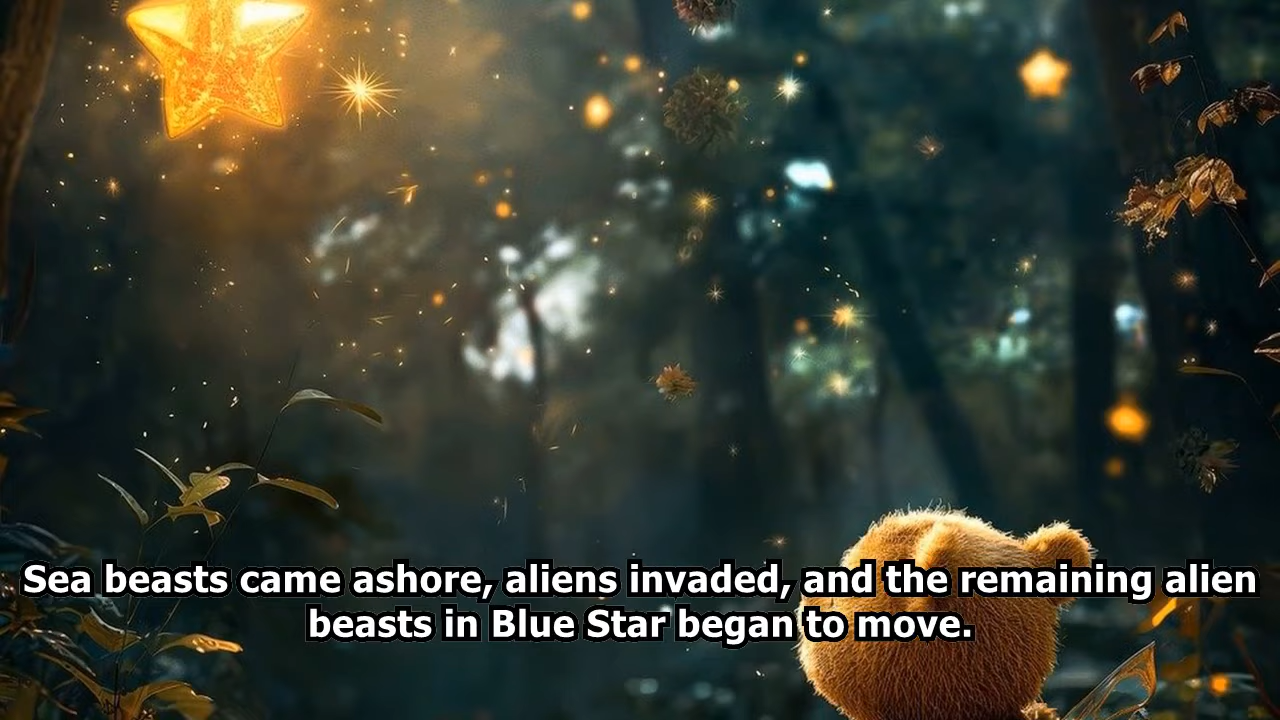 Sea beasts came ashore, aliens invaded, and the remaining alien
beasts in Blue Star began to move.